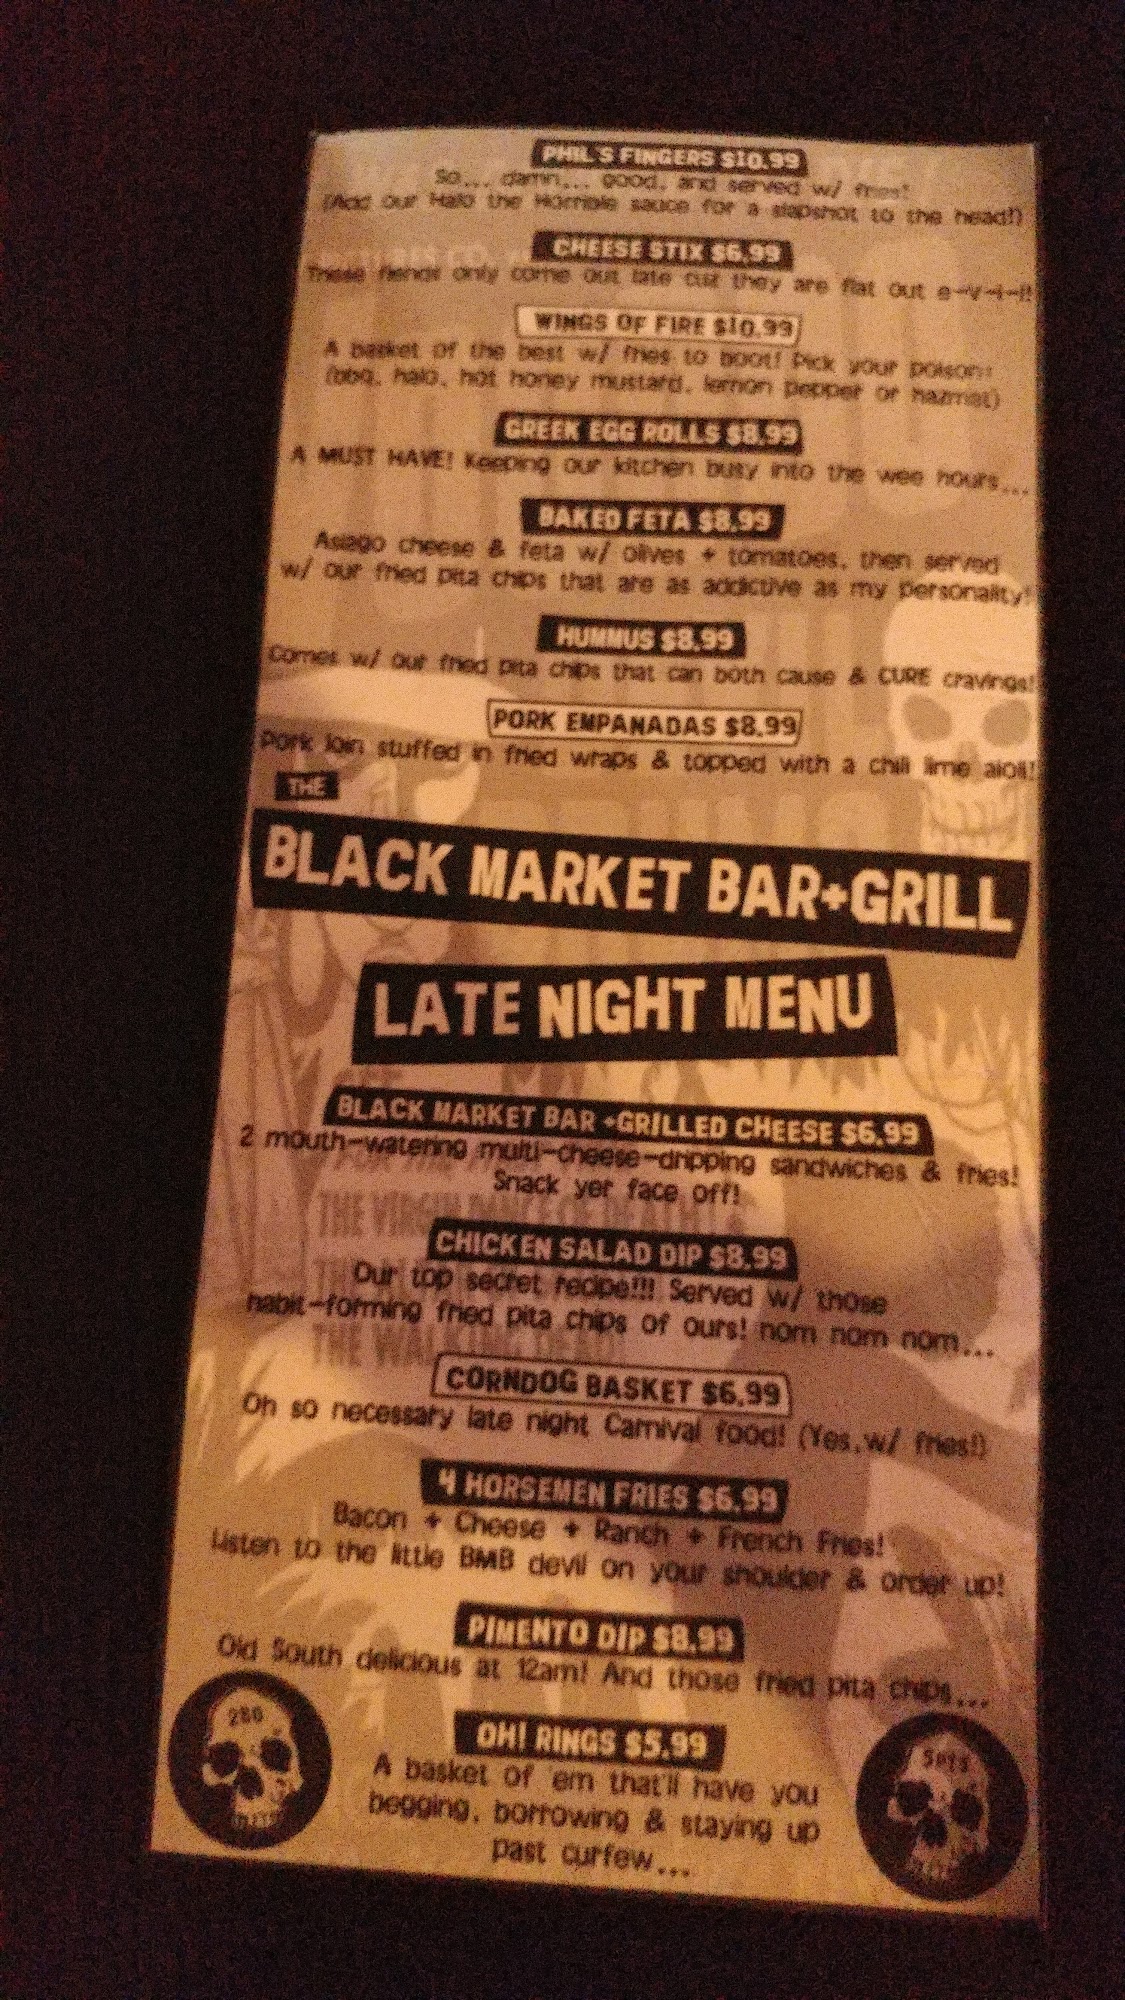 PHIL'S FINGERS $10.99
So... damn... good, and served w/ fries!
(Add our Halo the Horrible sauce for a slapshot to the head!)
CHEESE STIX $6.99
These fiends only come out late cuz they are flat out e-v-i-l!
WINGS OF FIRE $10.99
A basket of the best w/ fries to boot! Pick your poison:
(bbq, halo, hot honey mustard, lemon pepper or hazmat)
GREEK EGG ROLLS $8.99
A MUST HAVE! Keeping our kitchen busy into the wee hours...
BAKED FETA $8.99
Asiago cheese & feta w/ olives + tomatoes, then served
w/ our fried pita chips that are as addictive as my personality!
HUMMUS $8.99
Comes w/ our fried pita chips that can both cause & CURE cravings!
PORK EMPANADAS $8.99
Pork loin stuffed in fried wraps & topped with a chili lime aioli!
THE
BLACK MARKET BAR+GRILL
LATE NIGHT MENU
BLACK MARKET BAR +GRILLED CHEESE $6.99
2 mouth-watering multi-cheese-dripping sandwiches & fries!
Snack yer face off!
CHICKEN SALAD DIP $8.99
Our top secret recipe!!! Served w/ those
habit-forming fried pita chips of ours! nom nom nom...
CORNDOG BASKET $6.99
Oh so necessary late night Carnival food! (Yes,w/ fries!)
4 HORSEMEN FRIES $6.99
Bacon + Cheese + Ranch + French Fries!
Listen to the little BMB devil on your shoulder & order up!
PIMENTO DIP $8.99
Old South delicious at 12am! And those fried pita chips...
OH! RINGS $5.99
A basket of 'em that'll have you
begging, borrowing & staying up
past curfew...
280
5PTS